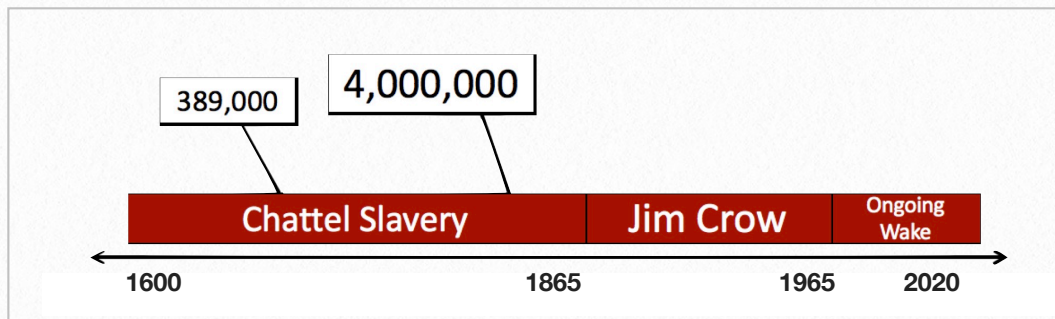 389,000
4,000,000
Chattel Slavery
Jim Crow
Ongoing
Wake
1600
1865
1965
2020